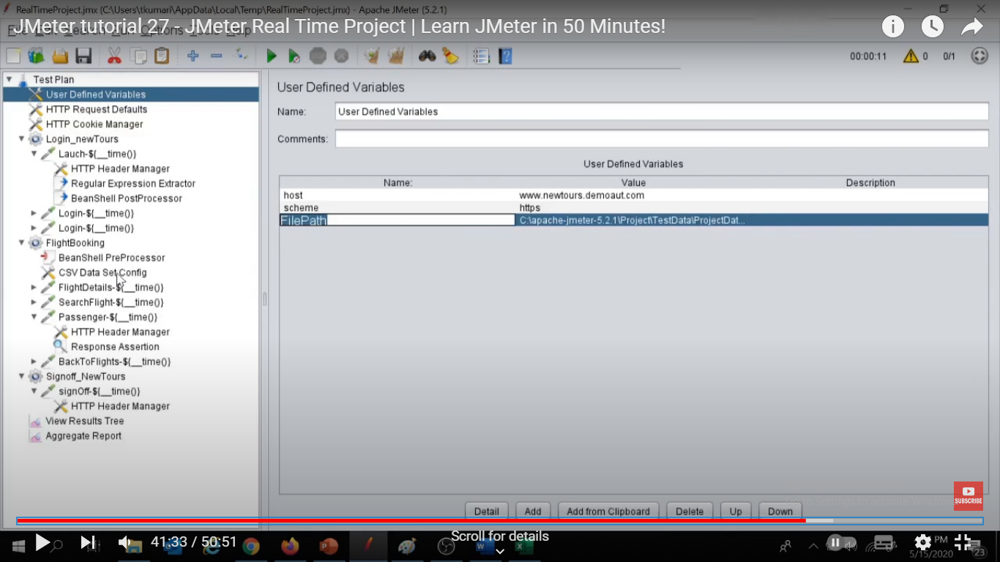 RealTimeProject.jmx (C:\Users\tkumari\AppData\Local\Temp\RealTimeProject.jmx) - Apache JMeter (5.2.1)
JMeter tutorial 27 - JMeter Real Time Project | Learn JMeter in 50 Minutes!
00:00:11 0 0/1
Test Plan
User Defined Variables
HTTP Request Defaults
HTTP Cookie Manager
Login_newTours
Lauch-${__time()}
HTTP Header Manager
Regular Expression Extractor
BeanShell PostProcessor
Login-${__time()}
Login-${__time()}
FlightBooking
BeanShell PreProcessor
CSV Data Set Config
FlightDetails-${__time()}
SearchFlight-${__time()}
Passenger-${__time()}
HTTP Header Manager
Response Assertion
BackToFlights-${__time()}
Signoff_NewTours
signOff-${__time()}
HTTP Header Manager
View Results Tree
Aggregate Report
User Defined Variables
Name: User Defined Variables
Comments:
User Defined Variables
Name: Value Description
host www.newtours.demoaut.com
scheme https
FilePath C:\apache-jmeter-5.2.1\Project\TestData\ProjectDat...
Detail Add Add from Clipboard Delete Up Down
SUBSCRIBE
41:33 / 50:51
Scroll for details
PM
5/15/2020
23